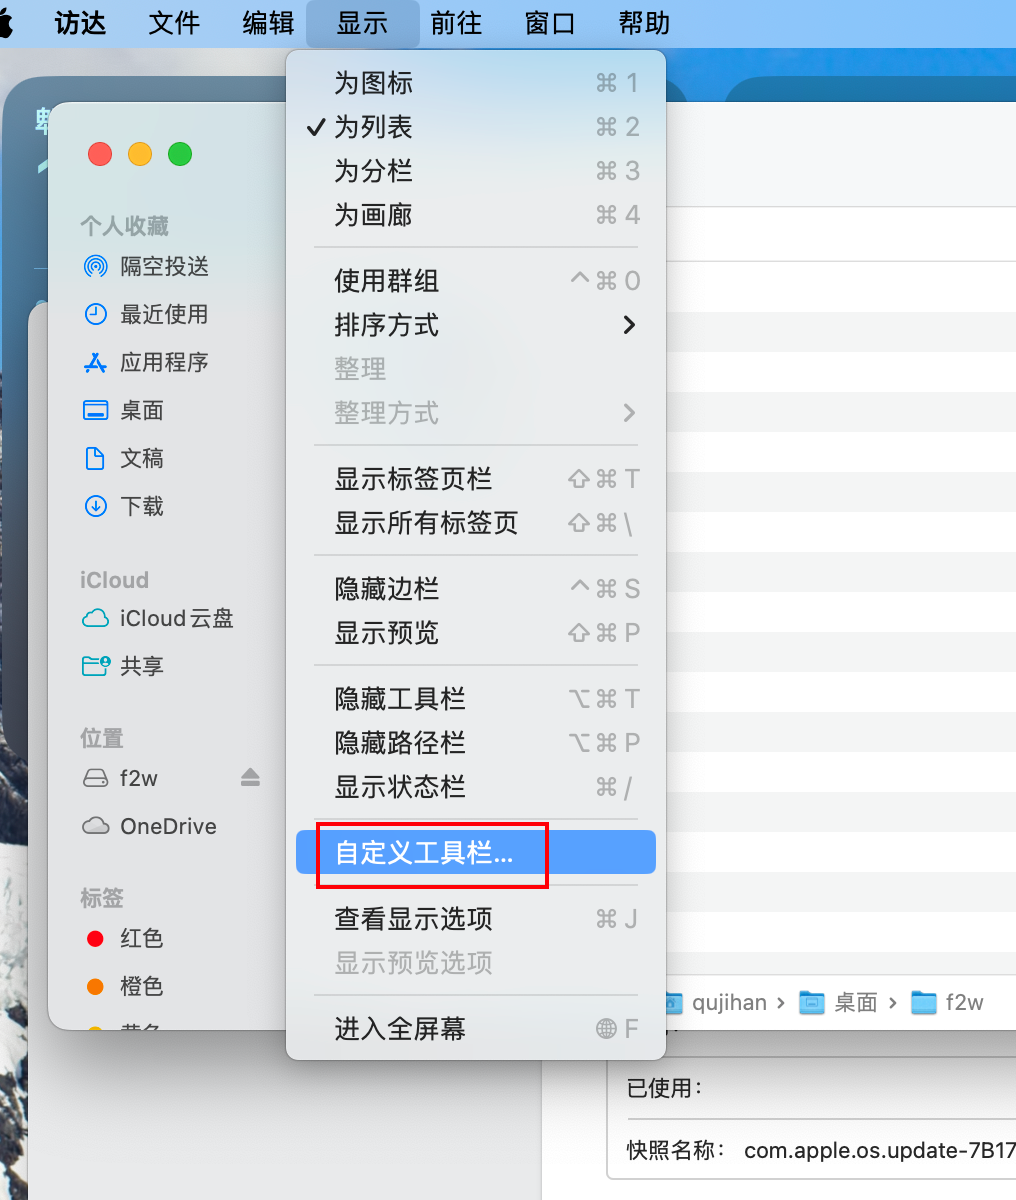 访达 文件 编辑 显示 前往 窗口 帮助
为图标 ⌘ 1
✓ 为列表 ⌘ 2
为分栏 ⌘ 3
为画廊 ⌘ 4
使用群组 ^ ⌘ 0
排序方式 >
整理
整理方式 >
显示标签页栏 ⇧ ⌘ T
显示所有标签页 ⇧ ⌘ \
隐藏边栏 ^ ⌘ S
显示预览 ⇧ ⌘ P
隐藏工具栏 ⌥ ⌘ T
隐藏路径栏 ⌥ ⌘ P
显示状态栏 ⌘ /
自定义工具栏...
查看显示选项 ⌘ J
显示预览选项
进入全屏幕 F
个人收藏
隔空投送
最近使用
应用程序
桌面
文稿
下载
iCloud
iCloud云盘
共享
位置
f2w
OneDrive
标签
红色
橙色
qujihan > 桌面 > f2w
已使用：
快照名称： com.apple.os.update-7B17